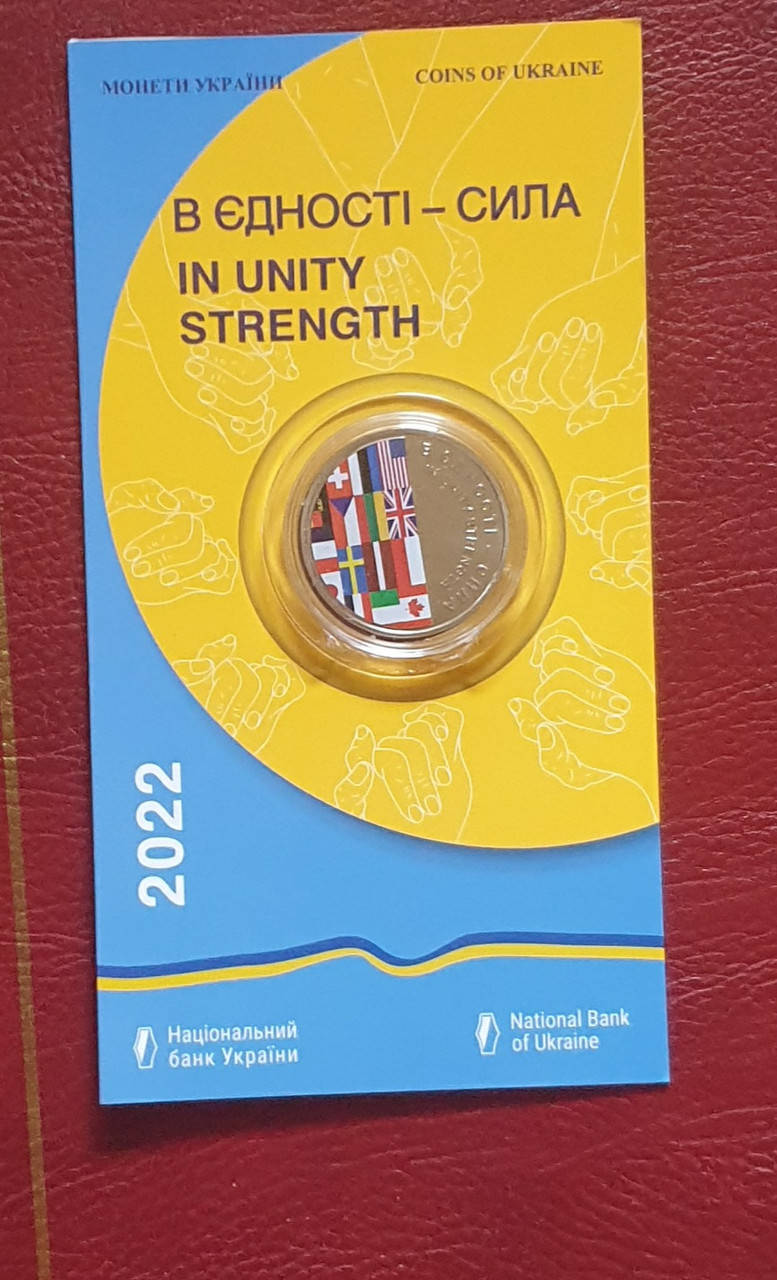 МОНЕТИ УКРАЇНИ
COINS OF UKRAINE
В ЄДНОСТІ – СИЛА
IN UNITY
STRENGTH
2022
Національний
банк України
National Bank
of Ukraine